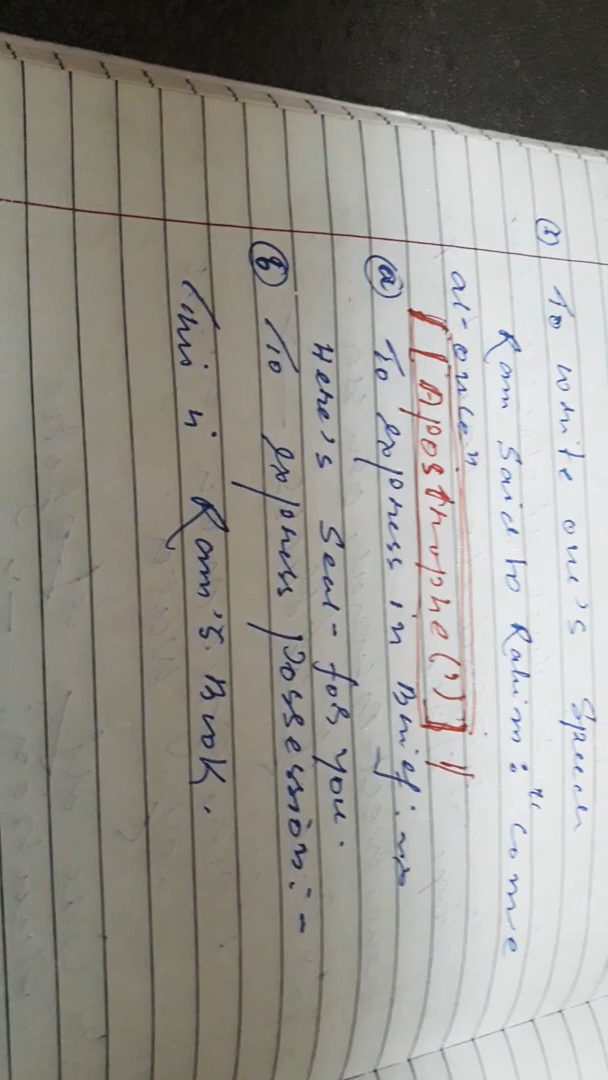 ② To write one's Speech
Ram Said to Rahim: "come
at-once"
[Apostrophe(')]
ⓐ To express in Brief :→
Here's Seat- for you.
ⓑ To express possession:-
This is Ram's Book.